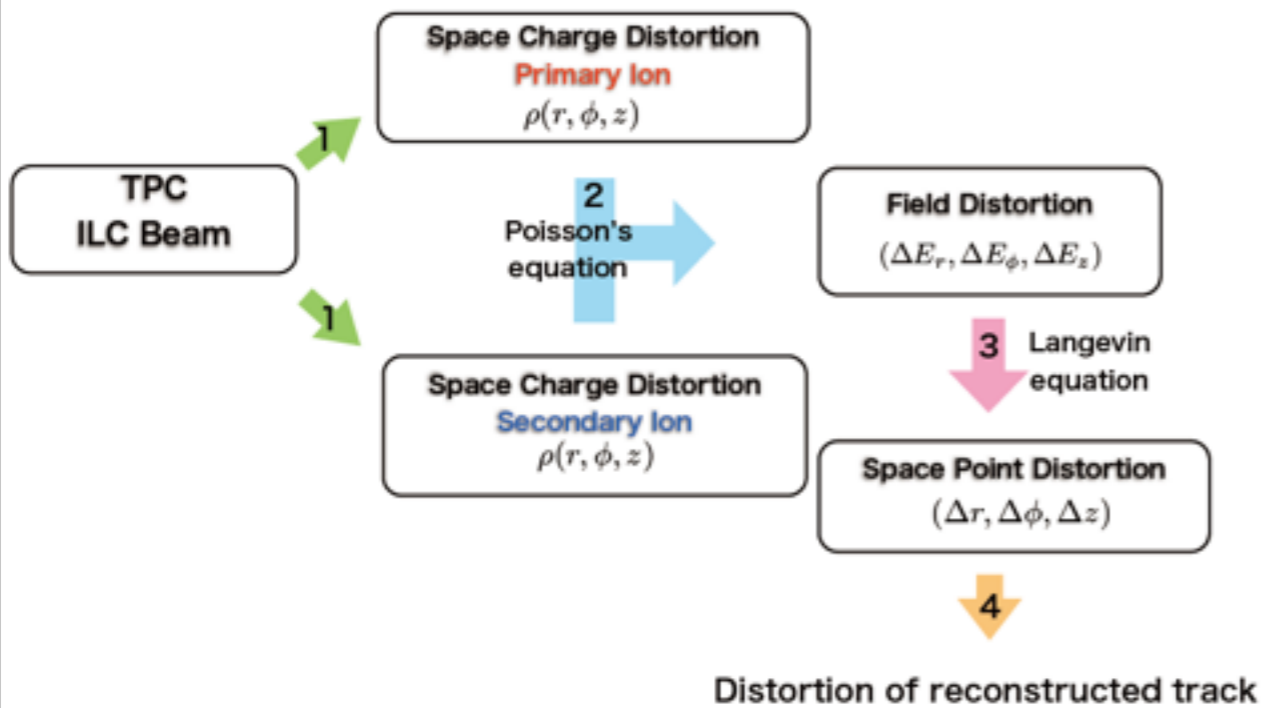 Space Charge Distortion
Primary Ion
ρ(r, ϕ, z)
1
TPC
ILC Beam
2
Poisson's
equation
Field Distortion
(ΔE_r, ΔE_ϕ, ΔE_z)
1
3
Langevin
equation
Space Charge Distortion
Secondary Ion
ρ(r, ϕ, z)
Space Point Distortion
(Δr, Δϕ, Δz)
4
Distortion of reconstructed track